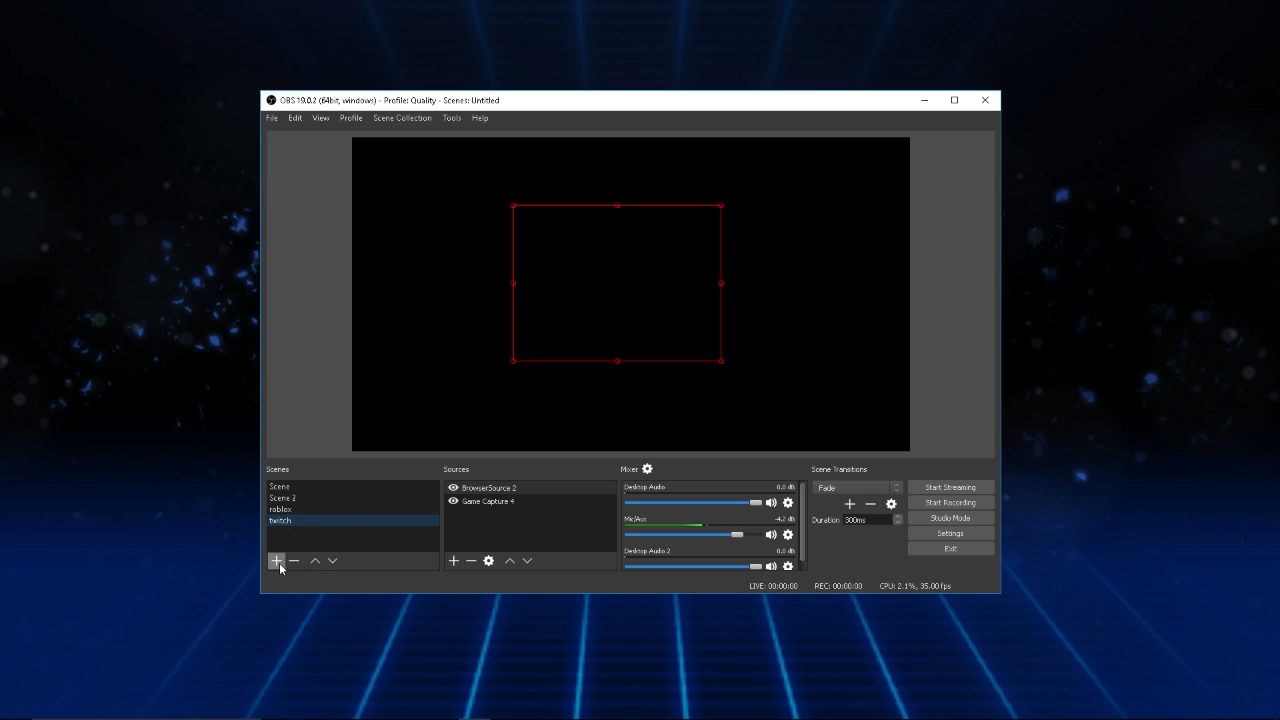 OBS 19.0.2 (64bit, windows) - Profile: Quality - Scenes: Untitled
File Edit View Profile Scene Collection Tools Help
Scenes
Scene
Scene 2
roblox
twitch
Sources
BrowserSource 2
Game Capture 4
Mixer
Desktop Audio 0.0 dB
Mic/Aux -4.2 dB
Desktop Audio 2 0.0 dB
Scene Transitions
Fade
Duration 300ms
Start Streaming
Start Recording
Studio Mode
Settings
Exit
LIVE: 00:00:00 REC: 00:00:00 CPU: 2.1%, 35.00 fps